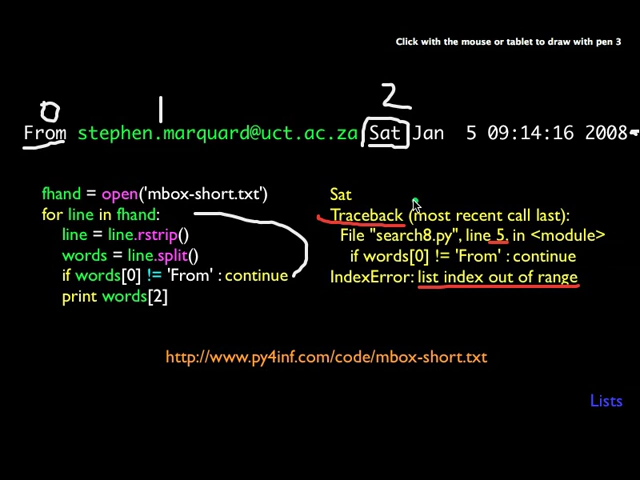 Click with the mouse or tablet to draw with pen 3
0 1 2
From stephen.marquard@uct.ac.za Sat Jan 5 09:14:16 2008
fhand = open('mbox-short.txt')
for line in fhand:
line = line.rstrip()
words = line.split()
if words[0] != 'From' : continue
print words[2]
Sat
Traceback (most recent call last):
File "search8.py", line 5, in <module>
if words[0] != 'From' : continue
IndexError: list index out of range
http://www.py4inf.com/code/mbox-short.txt
Lists